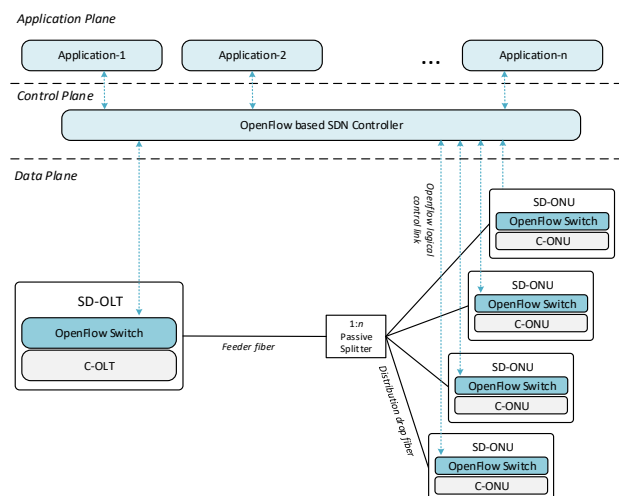 Application Plane
Application-1
Application-2
...
Application-n
Control Plane
OpenFlow based SDN Controller
Data Plane
Openflow logical
control link
SD-ONU
OpenFlow Switch
C-ONU
SD-OLT
OpenFlow Switch
C-OLT
Feeder fiber
1:n
Passive
Splitter
Distribution drop fiber
SD-ONU
OpenFlow Switch
C-ONU
SD-ONU
OpenFlow Switch
C-ONU
SD-ONU
OpenFlow Switch
C-ONU